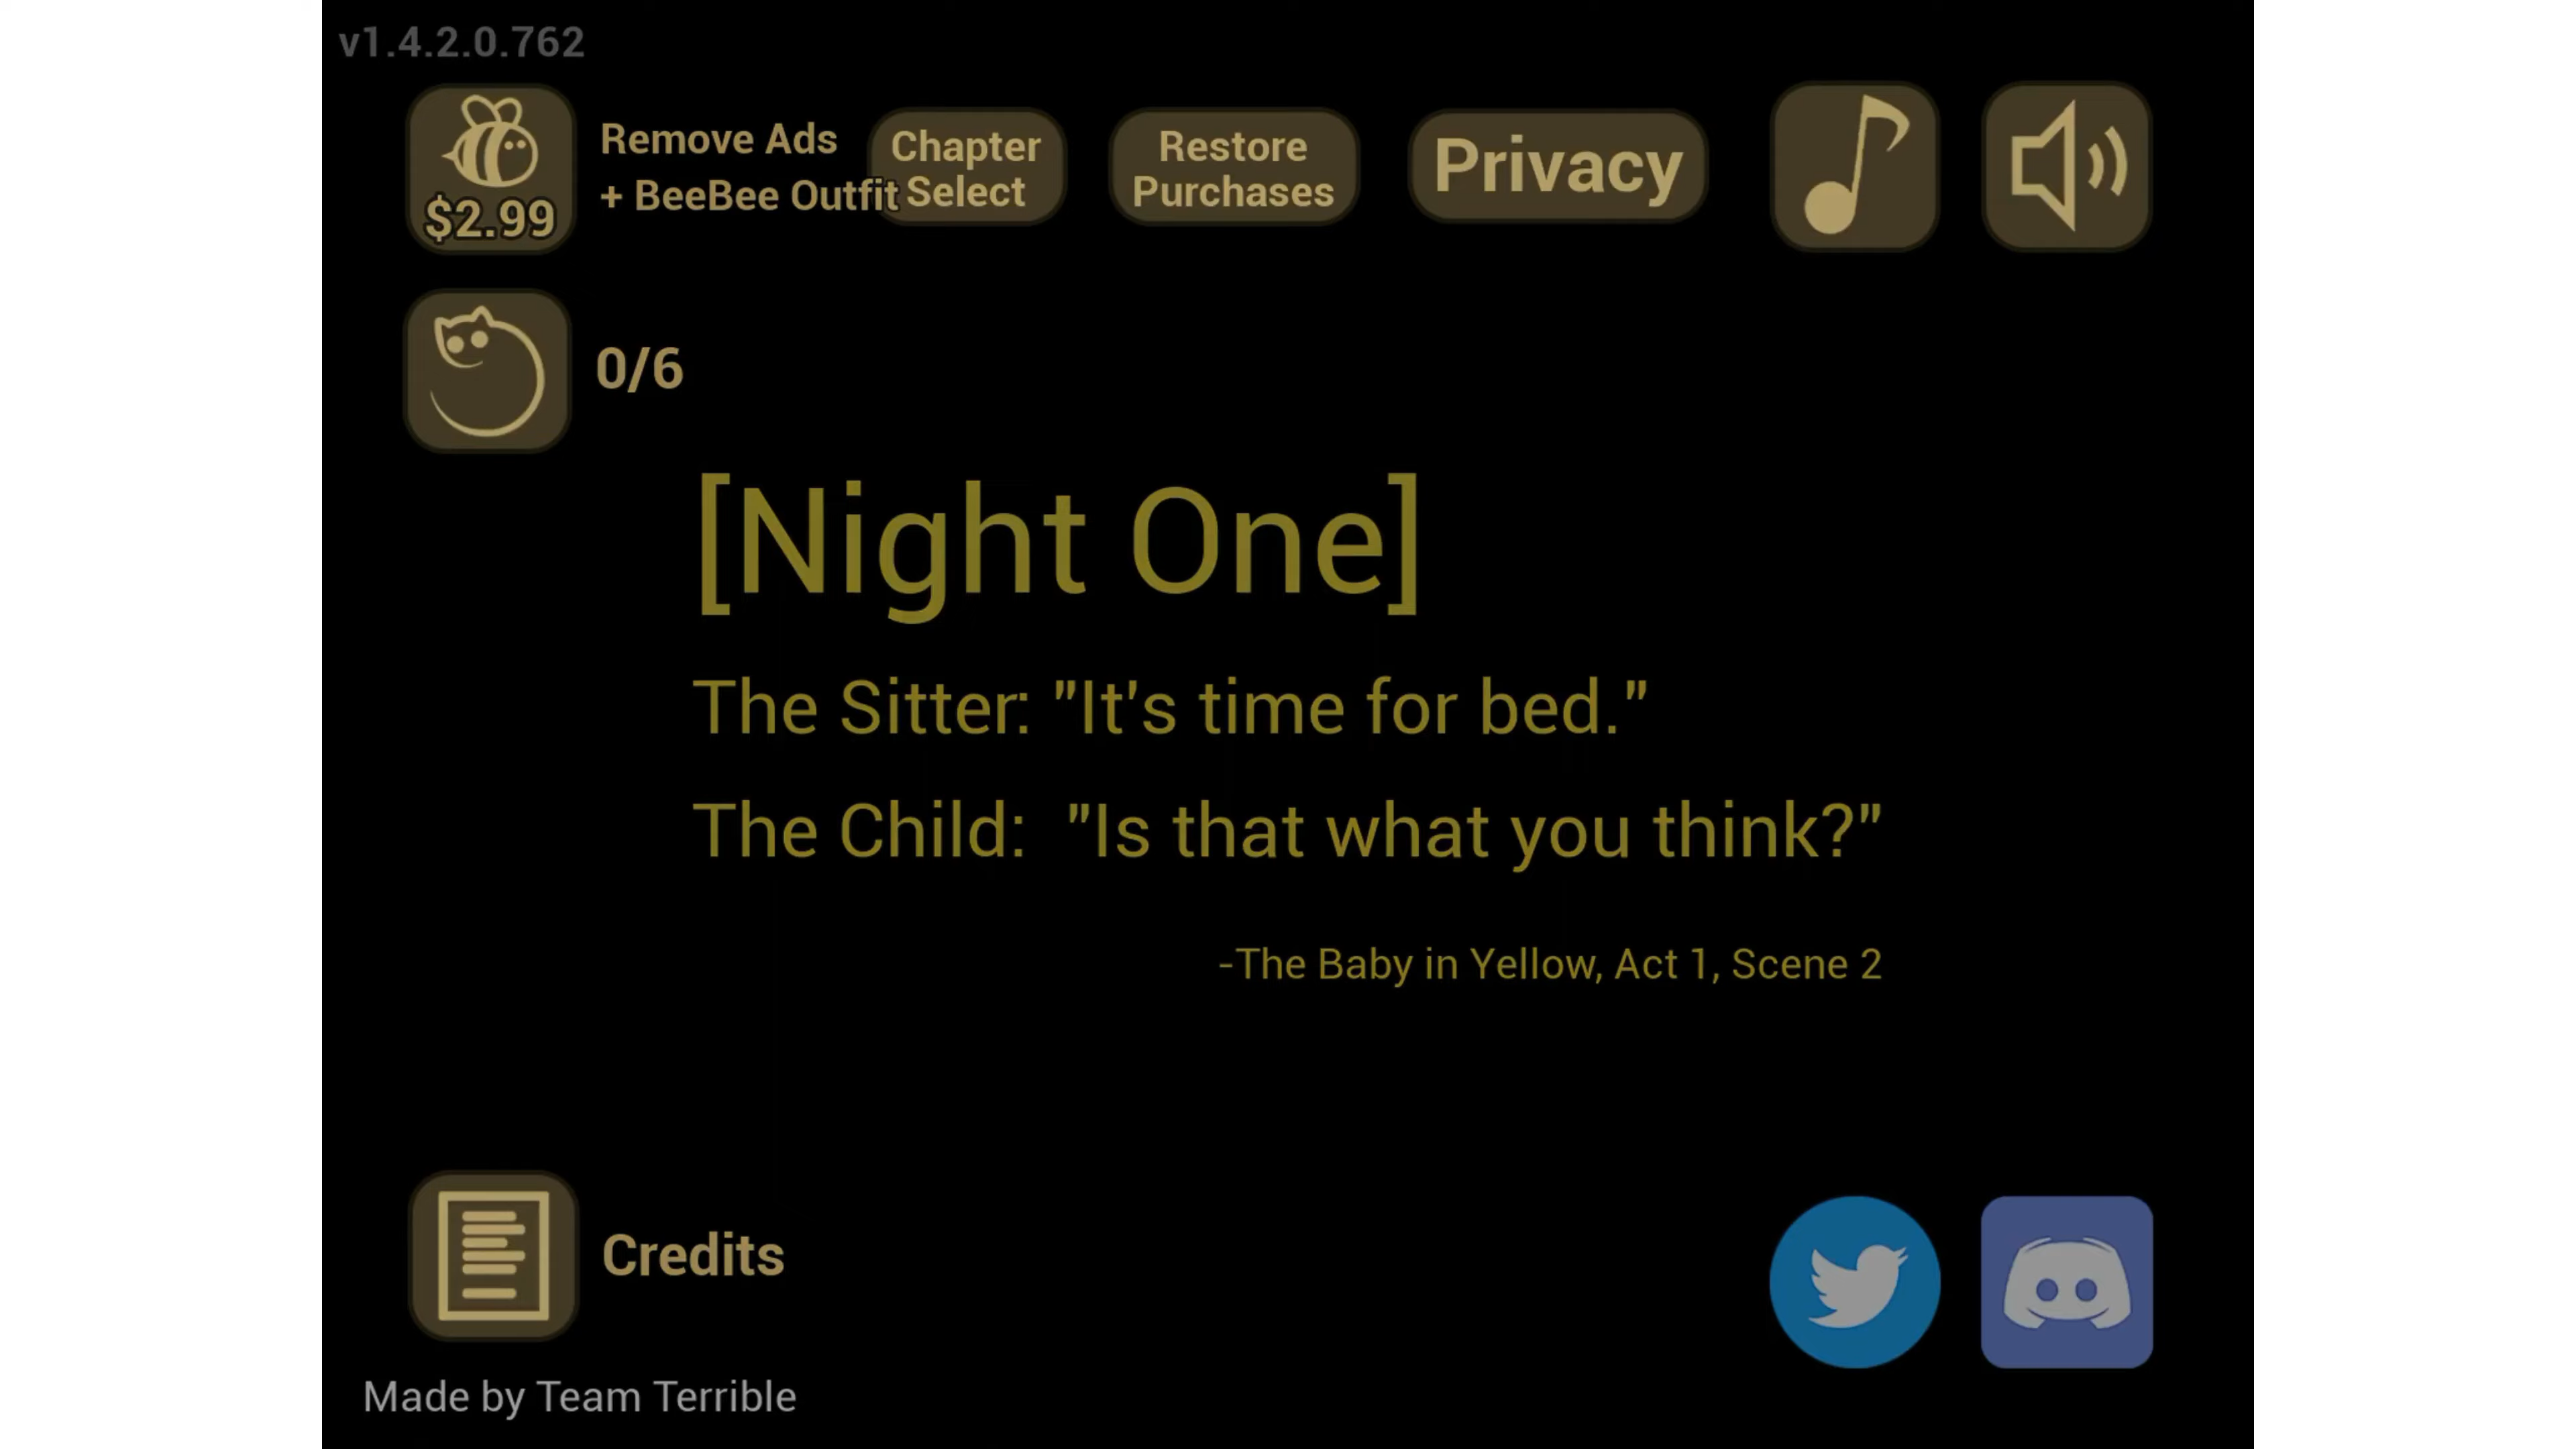 v1.4.2.0.762
Remove Ads
+ BeeBee Outfit
$2.99
Chapter
Select
Restore
Purchases
Privacy
0/6
[Night One]
The Sitter: "It's time for bed."
The Child:  "Is that what you think?"
-The Baby in Yellow, Act 1, Scene 2
Credits
Made by Team Terrible